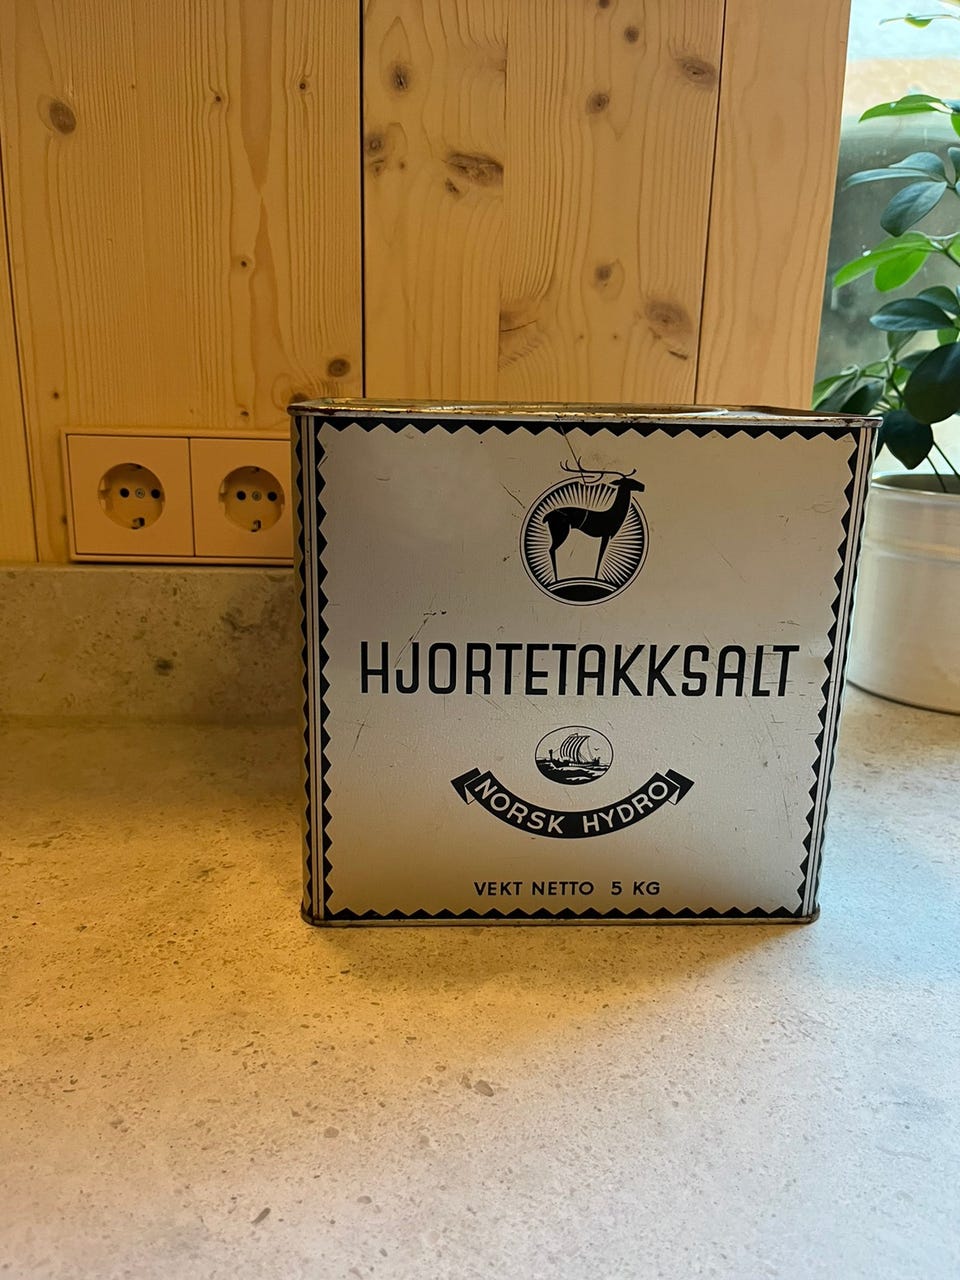 HJORTETAKKSALT
NORSK HYDRO
VEKT NETTO 5 KG